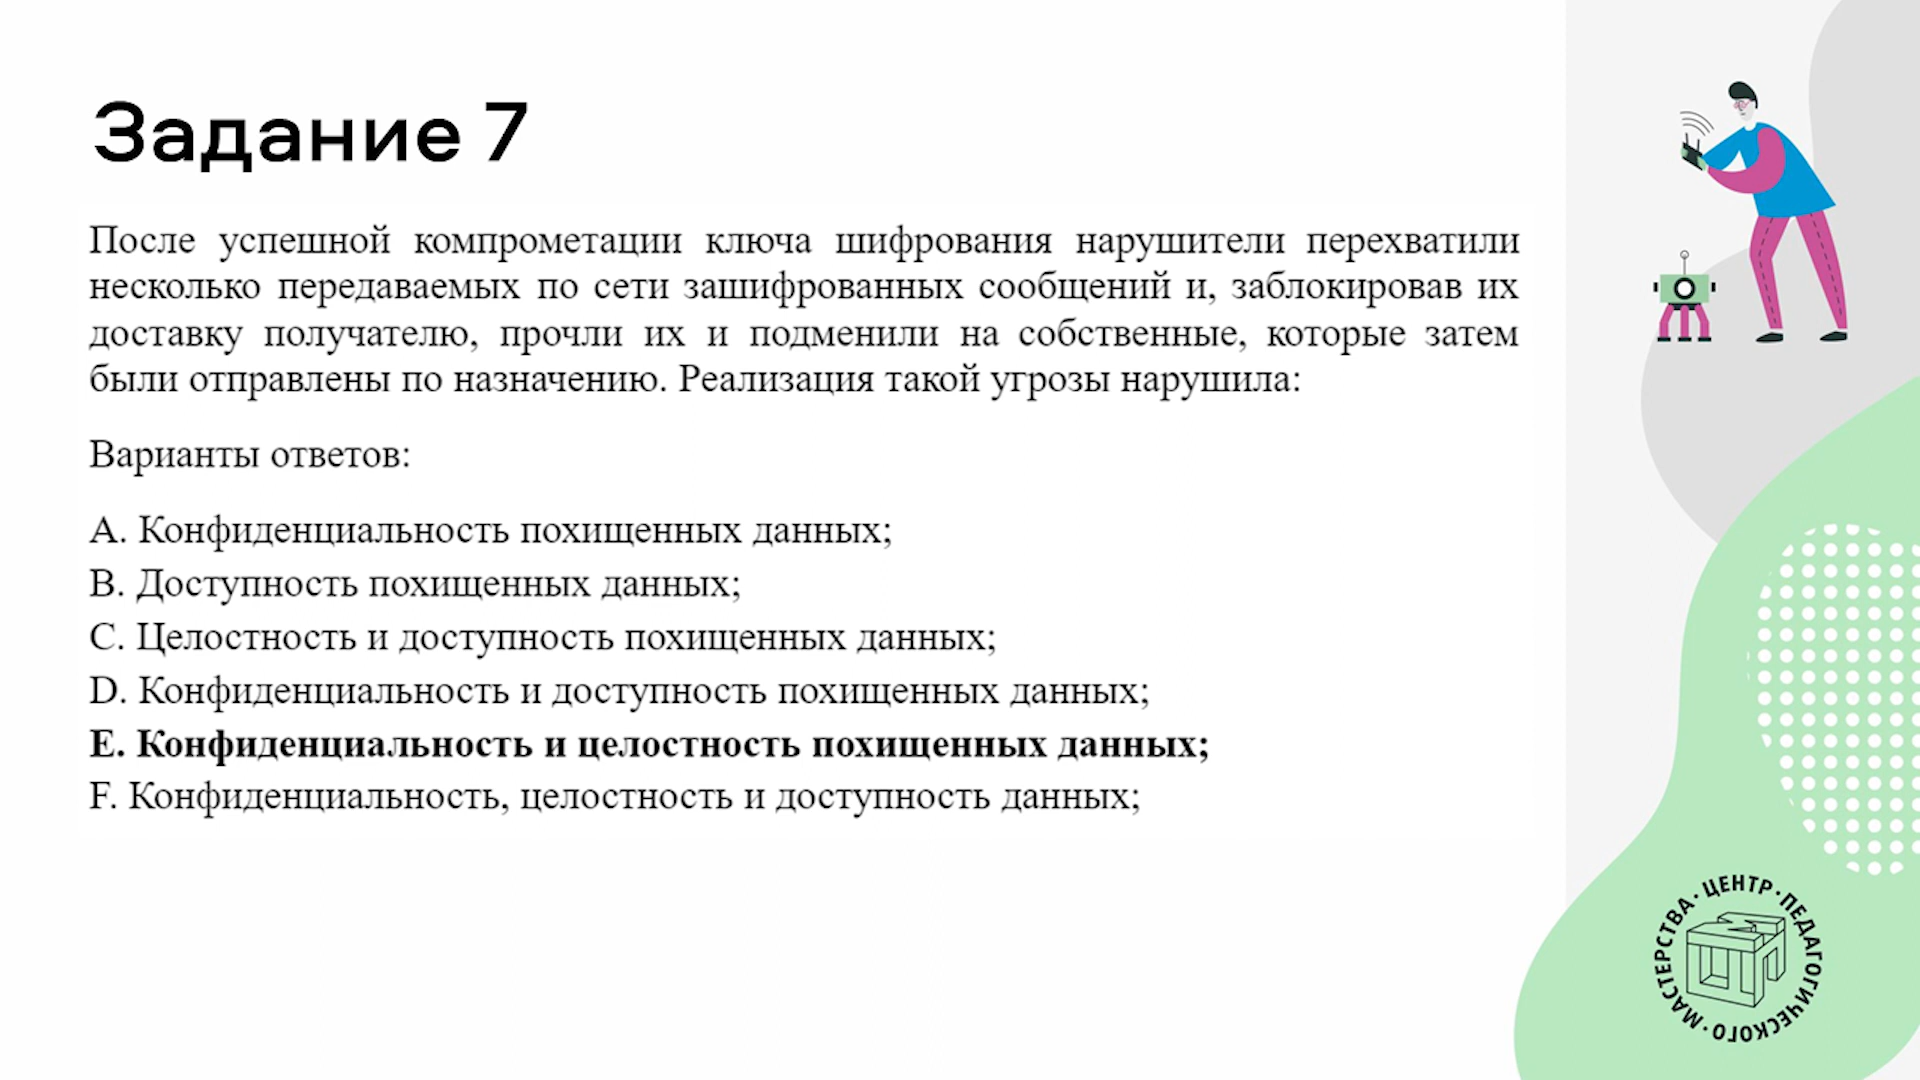 Задание 7
После успешной компрометации ключа шифрования нарушители перехватили
несколько передаваемых по сети зашифрованных сообщений и, заблокировав их
доставку получателю, прочли их и подменили на собственные, которые затем
были отправлены по назначению. Реализация такой угрозы нарушила:
Варианты ответов:
A. Конфиденциальность похищенных данных;
B. Доступность похищенных данных;
C. Целостность и доступность похищенных данных;
D. Конфиденциальность и доступность похищенных данных;
E. Конфиденциальность и целостность похищенных данных;
F. Конфиденциальность, целостность и доступность данных;
ЦЕНТР · ПЕДАГОГИЧЕСКОГО · МАСТЕРСТВА ·